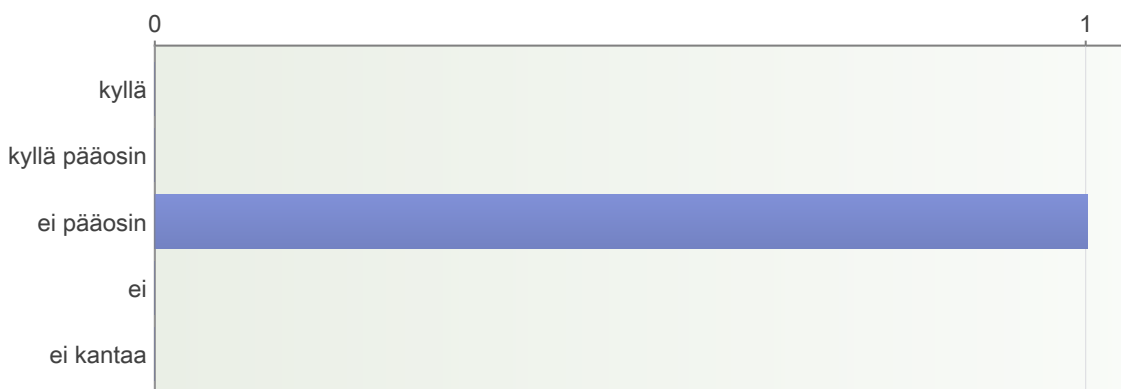 0 1
kyllä
kyllä pääosin
ei pääosin
ei
ei kantaa